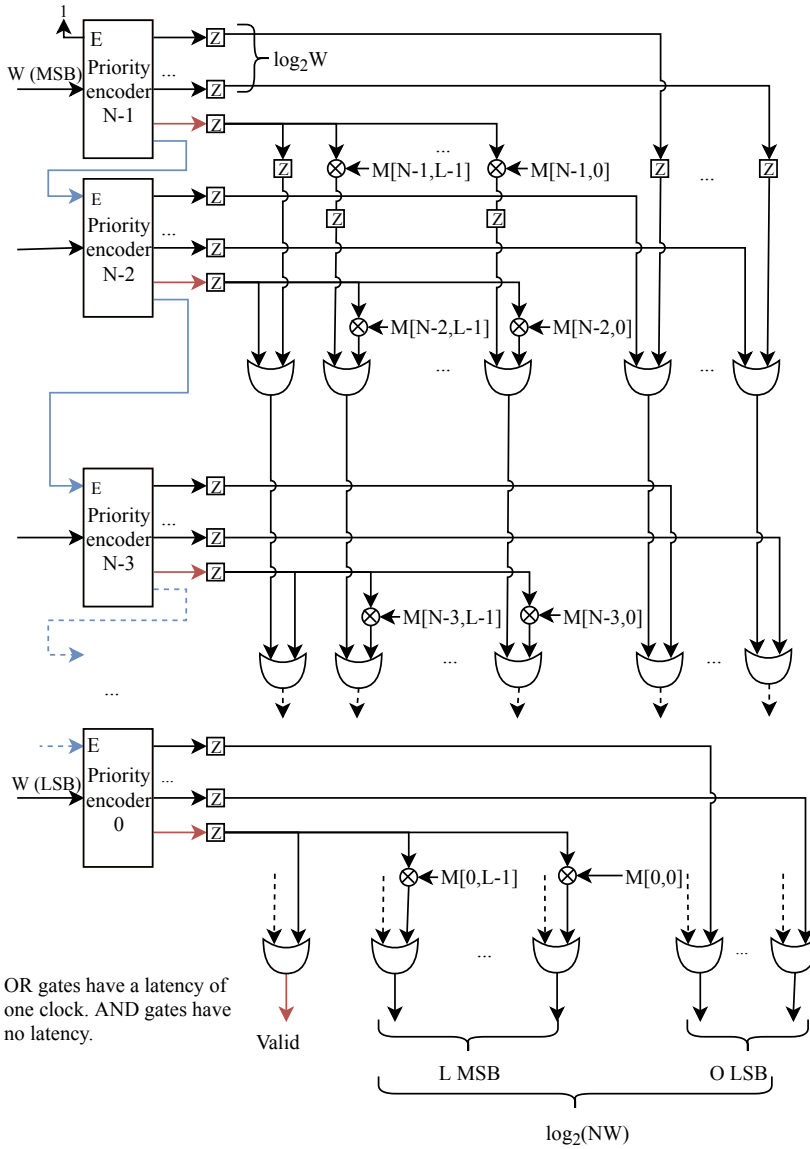 1
E
Priority
encoder
N-1
W (MSB)
...
Z
Z
Z
log₂W
Z
M[N-1,L-1]
...
M[N-1,0]
Z
...
Z
Z
Z
E
Priority
encoder
N-2
...
Z
Z
Z
M[N-2,L-1]
M[N-2,0]
...
...
E
Priority
encoder
N-3
...
Z
Z
Z
M[N-3,L-1]
M[N-3,0]
...
...
...
E
Priority
encoder
0
W (LSB)
...
Z
Z
Z
M[0,L-1]
M[0,0]
...
...
OR gates have a latency of
one clock. AND gates have
no latency.
Valid
L MSB
O LSB
log₂(NW)